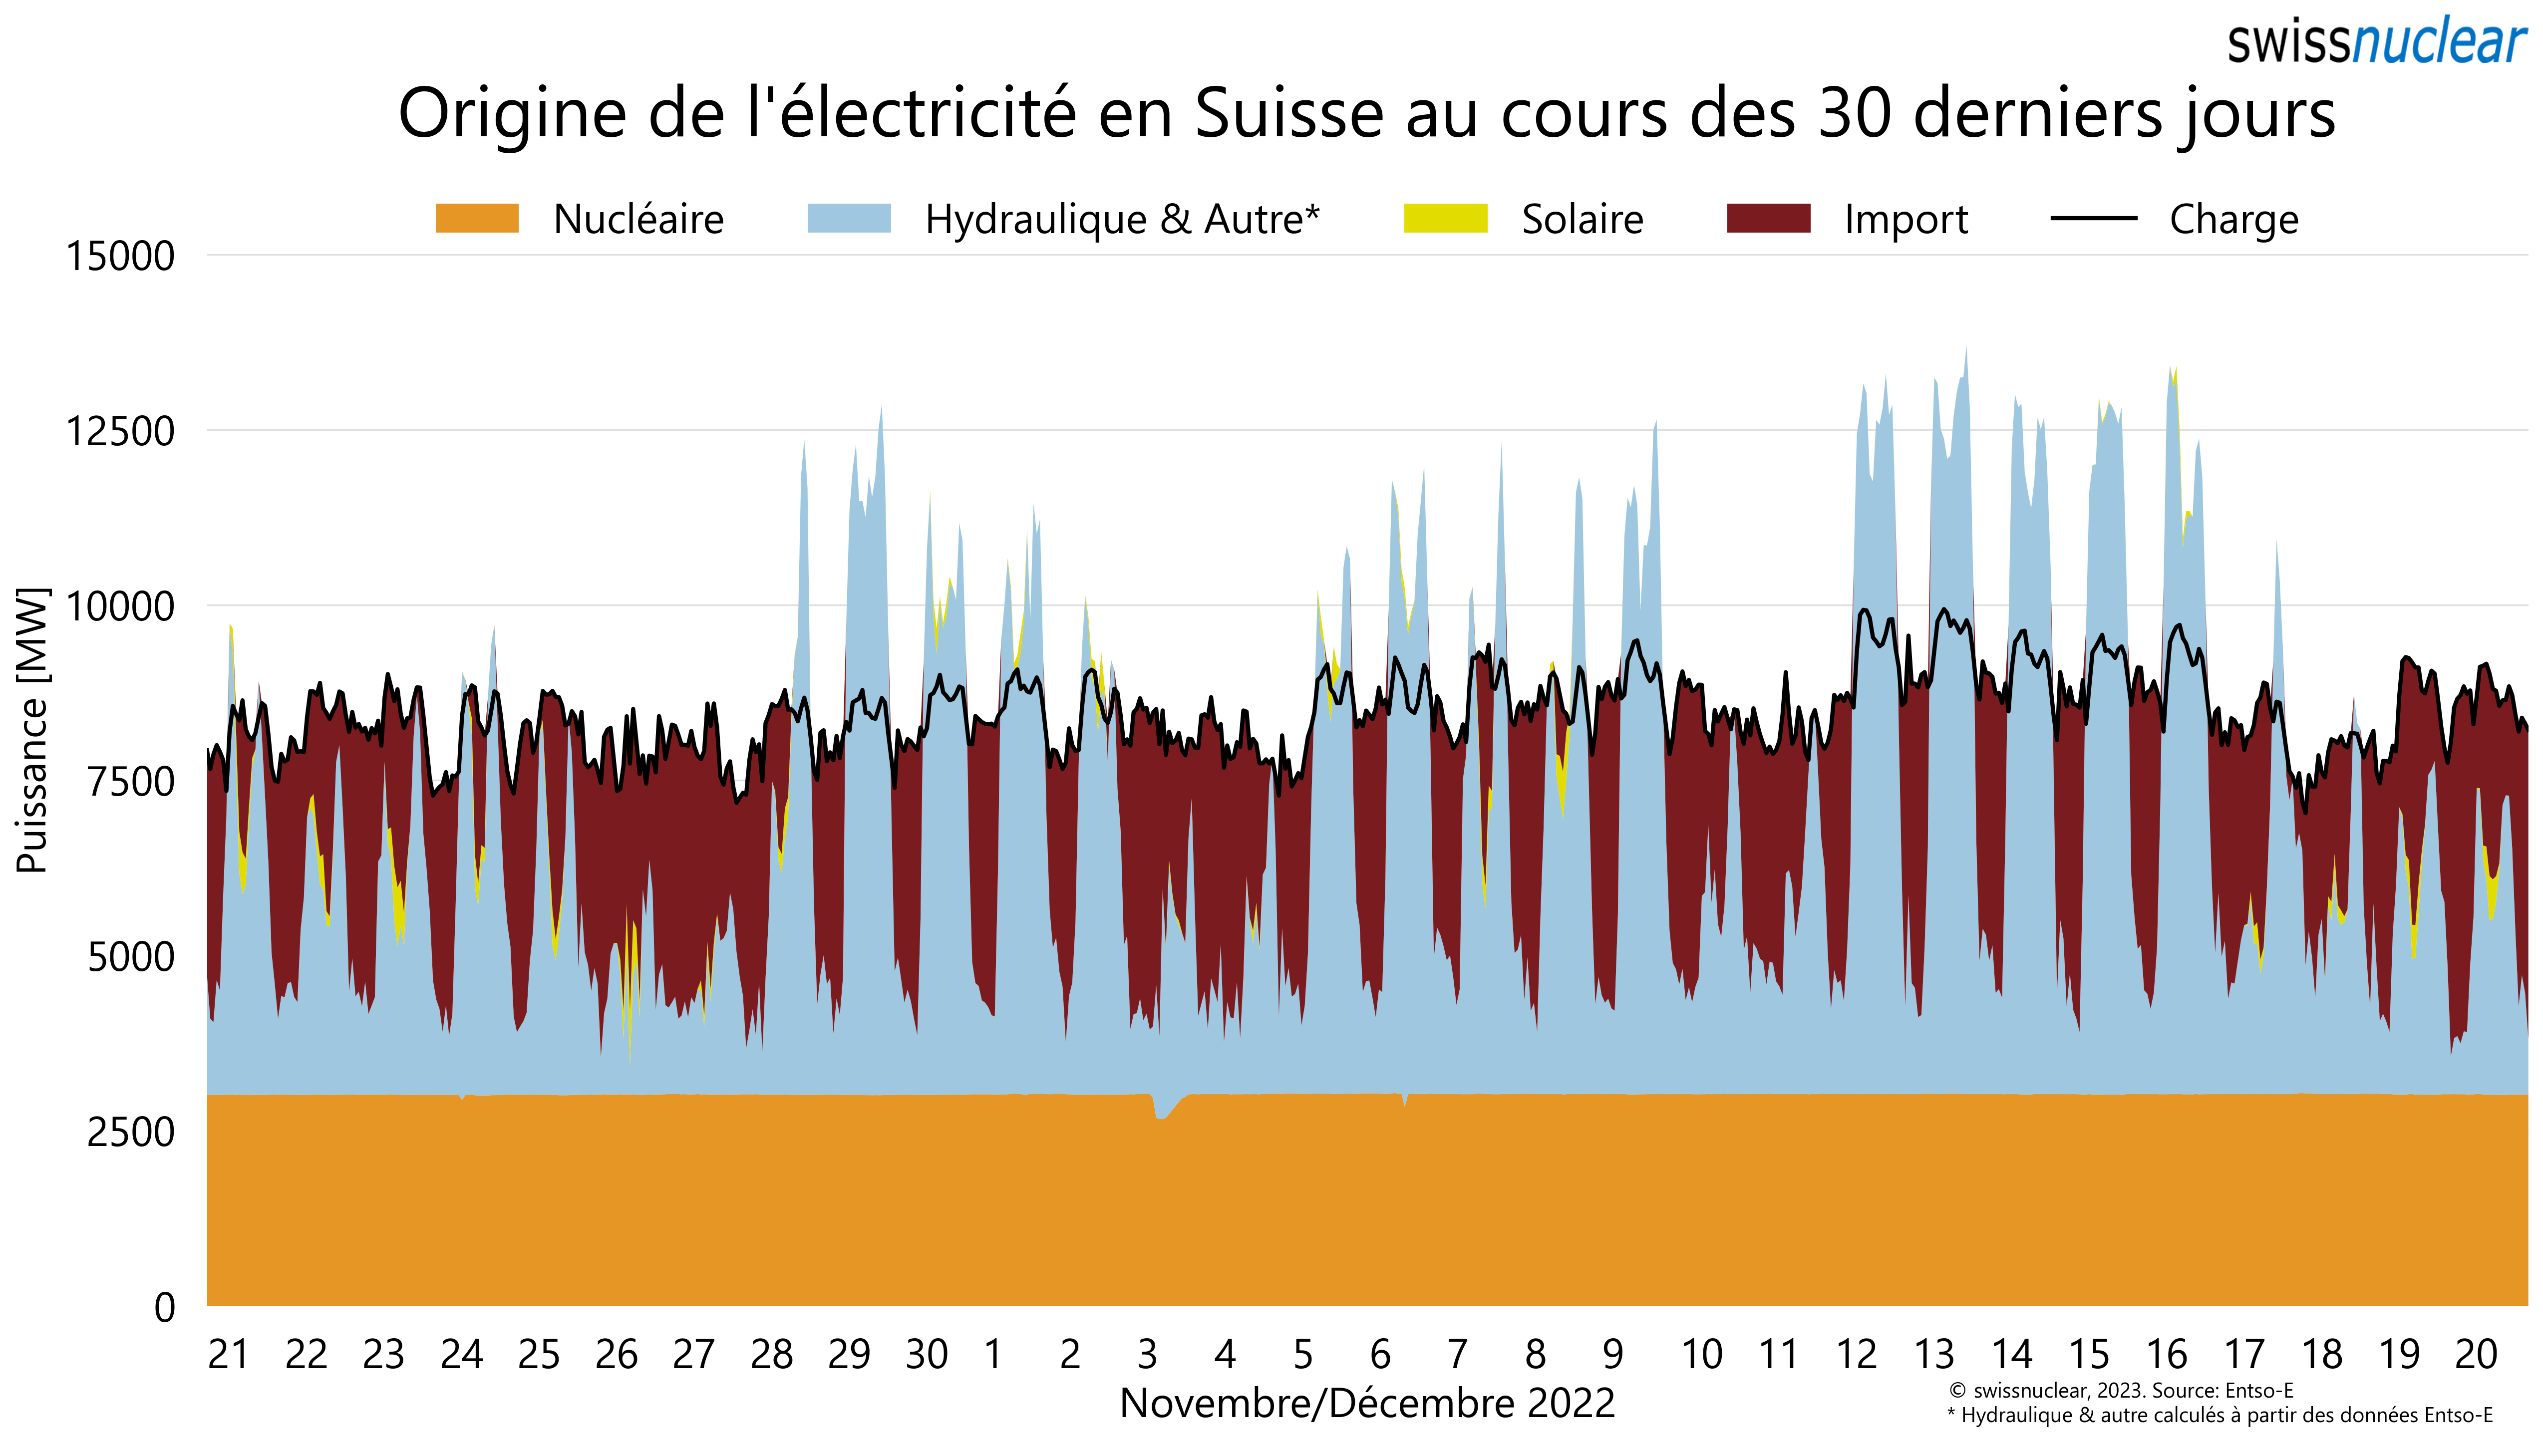 swissnuclear
Origine de l'électricité en Suisse au cours des 30 derniers jours
Nucléaire Hydraulique & Autre* Solaire Import Charge
15000
12500
10000
7500
5000
2500
0
Puissance [MW]
21 22 23 24 25 26 27 28 29 30 1 2 3 4 5 6 7 8 9 10 11 12 13 14 15 16 17 18 19 20
Novembre/Décembre 2022
© swissnuclear, 2023. Source: Entso-E
* Hydraulique & autre calculés à partir des données Entso-E